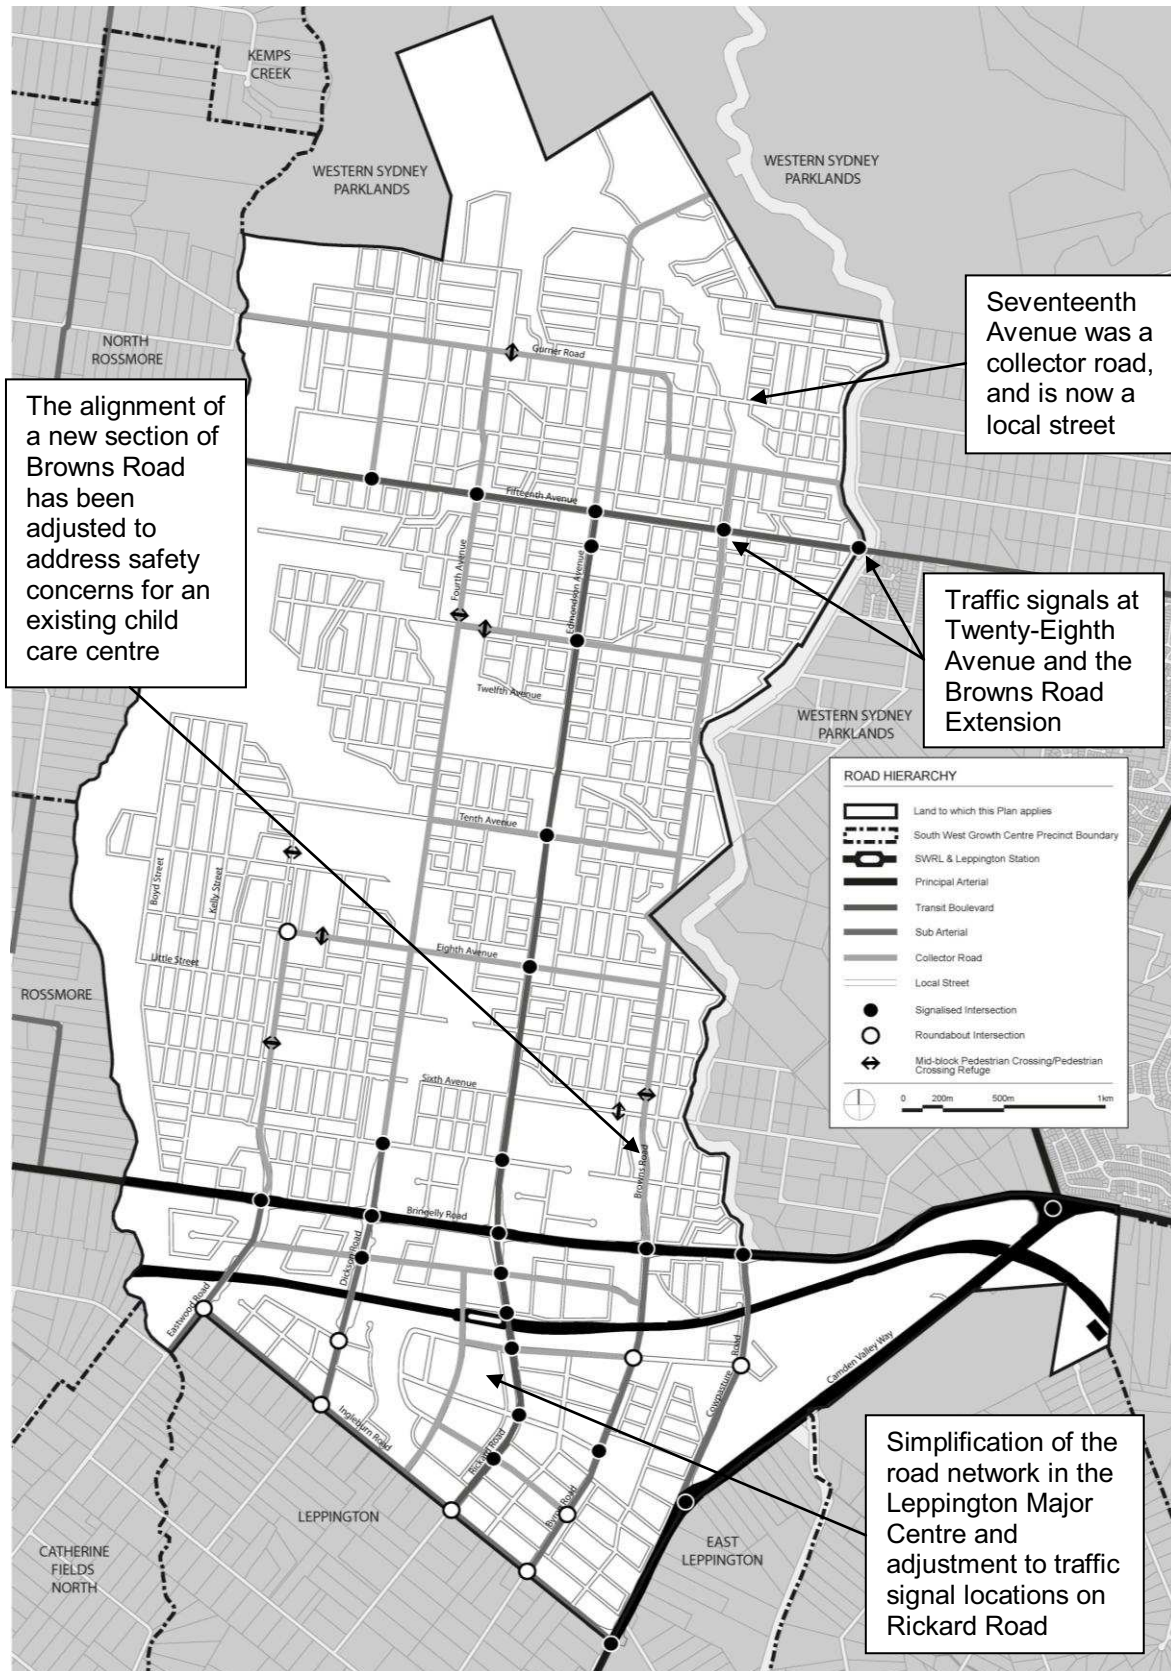 KEMPS
CREEK
WESTERN SYDNEY
PARKLANDS
WESTERN SYDNEY
PARKLANDS
NORTH
ROSSMORE
Seventeenth
Avenue was a
collector road,
and is now a
local street
Gurner Road
The alignment of
a new section of
Browns Road
has been
adjusted to
address safety
concerns for an
existing child
care centre
Fifteenth Avenue
Fourth Avenue
Edmondson Avenue
Traffic signals at
Twenty-Eighth
Avenue and the
Browns Road
Extension
Twelfth Avenue
WESTERN SYDNEY
PARKLANDS
ROAD HIERARCHY
Land to which this Plan applies
South West Growth Centre Precinct Boundary
SWRL & Leppington Station
Principal Arterial
Transit Boulevard
Sub Arterial
Collector Road
Local Street
Signalised Intersection
Roundabout Intersection
Mid-block Pedestrian Crossing/Pedestrian
Crossing Refuge
0 200m 500m 1km
Tenth Avenue
Boyd Street
Kelly Street
Eighth Avenue
Little Street
ROSSMORE
Sixth Avenue
Browns Road
Bringelly Road
Dickson Road
Eastwood Road
Camden Valley Way
Cowpasture Road
Ingleburn Road
Rickard Road
Byron Road
LEPPINGTON
EAST
LEPPINGTON
CATHERINE
FIELDS
NORTH
Simplification of the
road network in the
Leppington Major
Centre and
adjustment to traffic
signal locations on
Rickard Road